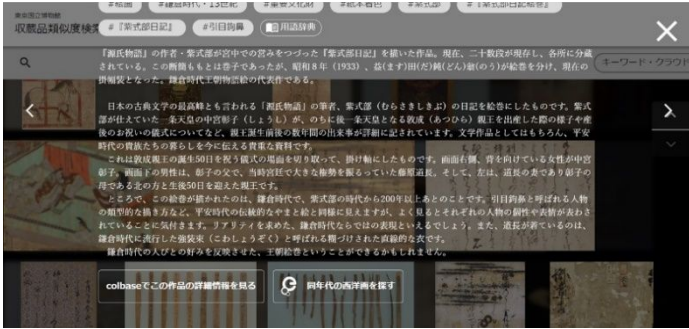 #絵画 #鎌倉時代・13世紀 #重要文化財 #紙本着色 #紫式部 #『紫式部日記絵巻』
東京国立博物館
収蔵品類似度検索
#『紫式部日記』 #引目鉤鼻 用語辞典
キーワード・クラウド
『源氏物語』の作者・紫式部が宮中での営みをつづった『紫式部日記』を描いた作品。現在、二十数段が現存し、各所に分蔵
されている。この断簡ももとは巻子であったが、昭和８年（1933）、益(ます)田(だ)鈍(どん)翁(のう)が絵巻を分け、現在の
掛幅装となった。鎌倉時代王朝物語絵の代表作である。
日本の古典文学の最高峰とも言われる「源氏物語」の筆者、紫式部（むらさきしきぶ）の日記を絵巻にしたものです。紫式
部が仕えていた一条天皇の中宮彰子（しょうし）が、のちに後一条天皇となる敦成（あつひら）親王を出産した際の様子や産
後のお祝いの儀式についてなど、親王誕生前後の数年間の出来事が詳細に記されています。文学作品としてはもちろん、平安
時代の貴族たちの暮らしを今に伝える貴重な資料です。
これは敦成親王の誕生50日を祝う儀式の場面を切り取って、掛け軸にしたものです。画面右側、背を向けている女性が中宮
彰子。画面下の男性は、彰子の父で、当時宮廷で大きな権勢を振るっていた藤原道長。そして、左は、道長の妻であり彰子の
母である北の方と生後50日を迎えた親王です。
ところで、この絵巻が描かれたのは、鎌倉時代で、紫式部の時代から200年以上あとのことです。引目鉤鼻と呼ばれる人物
の類型的な描き方など、平安時代の伝統的なやまと絵と同様に見えますが、よく見るとそれぞれの人物の個性や表情が表わさ
れていることに気付きます。リアリティを求めた、鎌倉時代ならではの表現といえるでしょう。また、道長が着ているのは、
鎌倉時代に流行した強装束（こわしょうぞく）と呼ばれる糊づけされた直線的な衣です。
鎌倉時代の人びとの好みを反映させた、王朝絵巻ということができるかもしれません。
colbaseでこの作品の詳細情報を見る 同年代の西洋画を探す